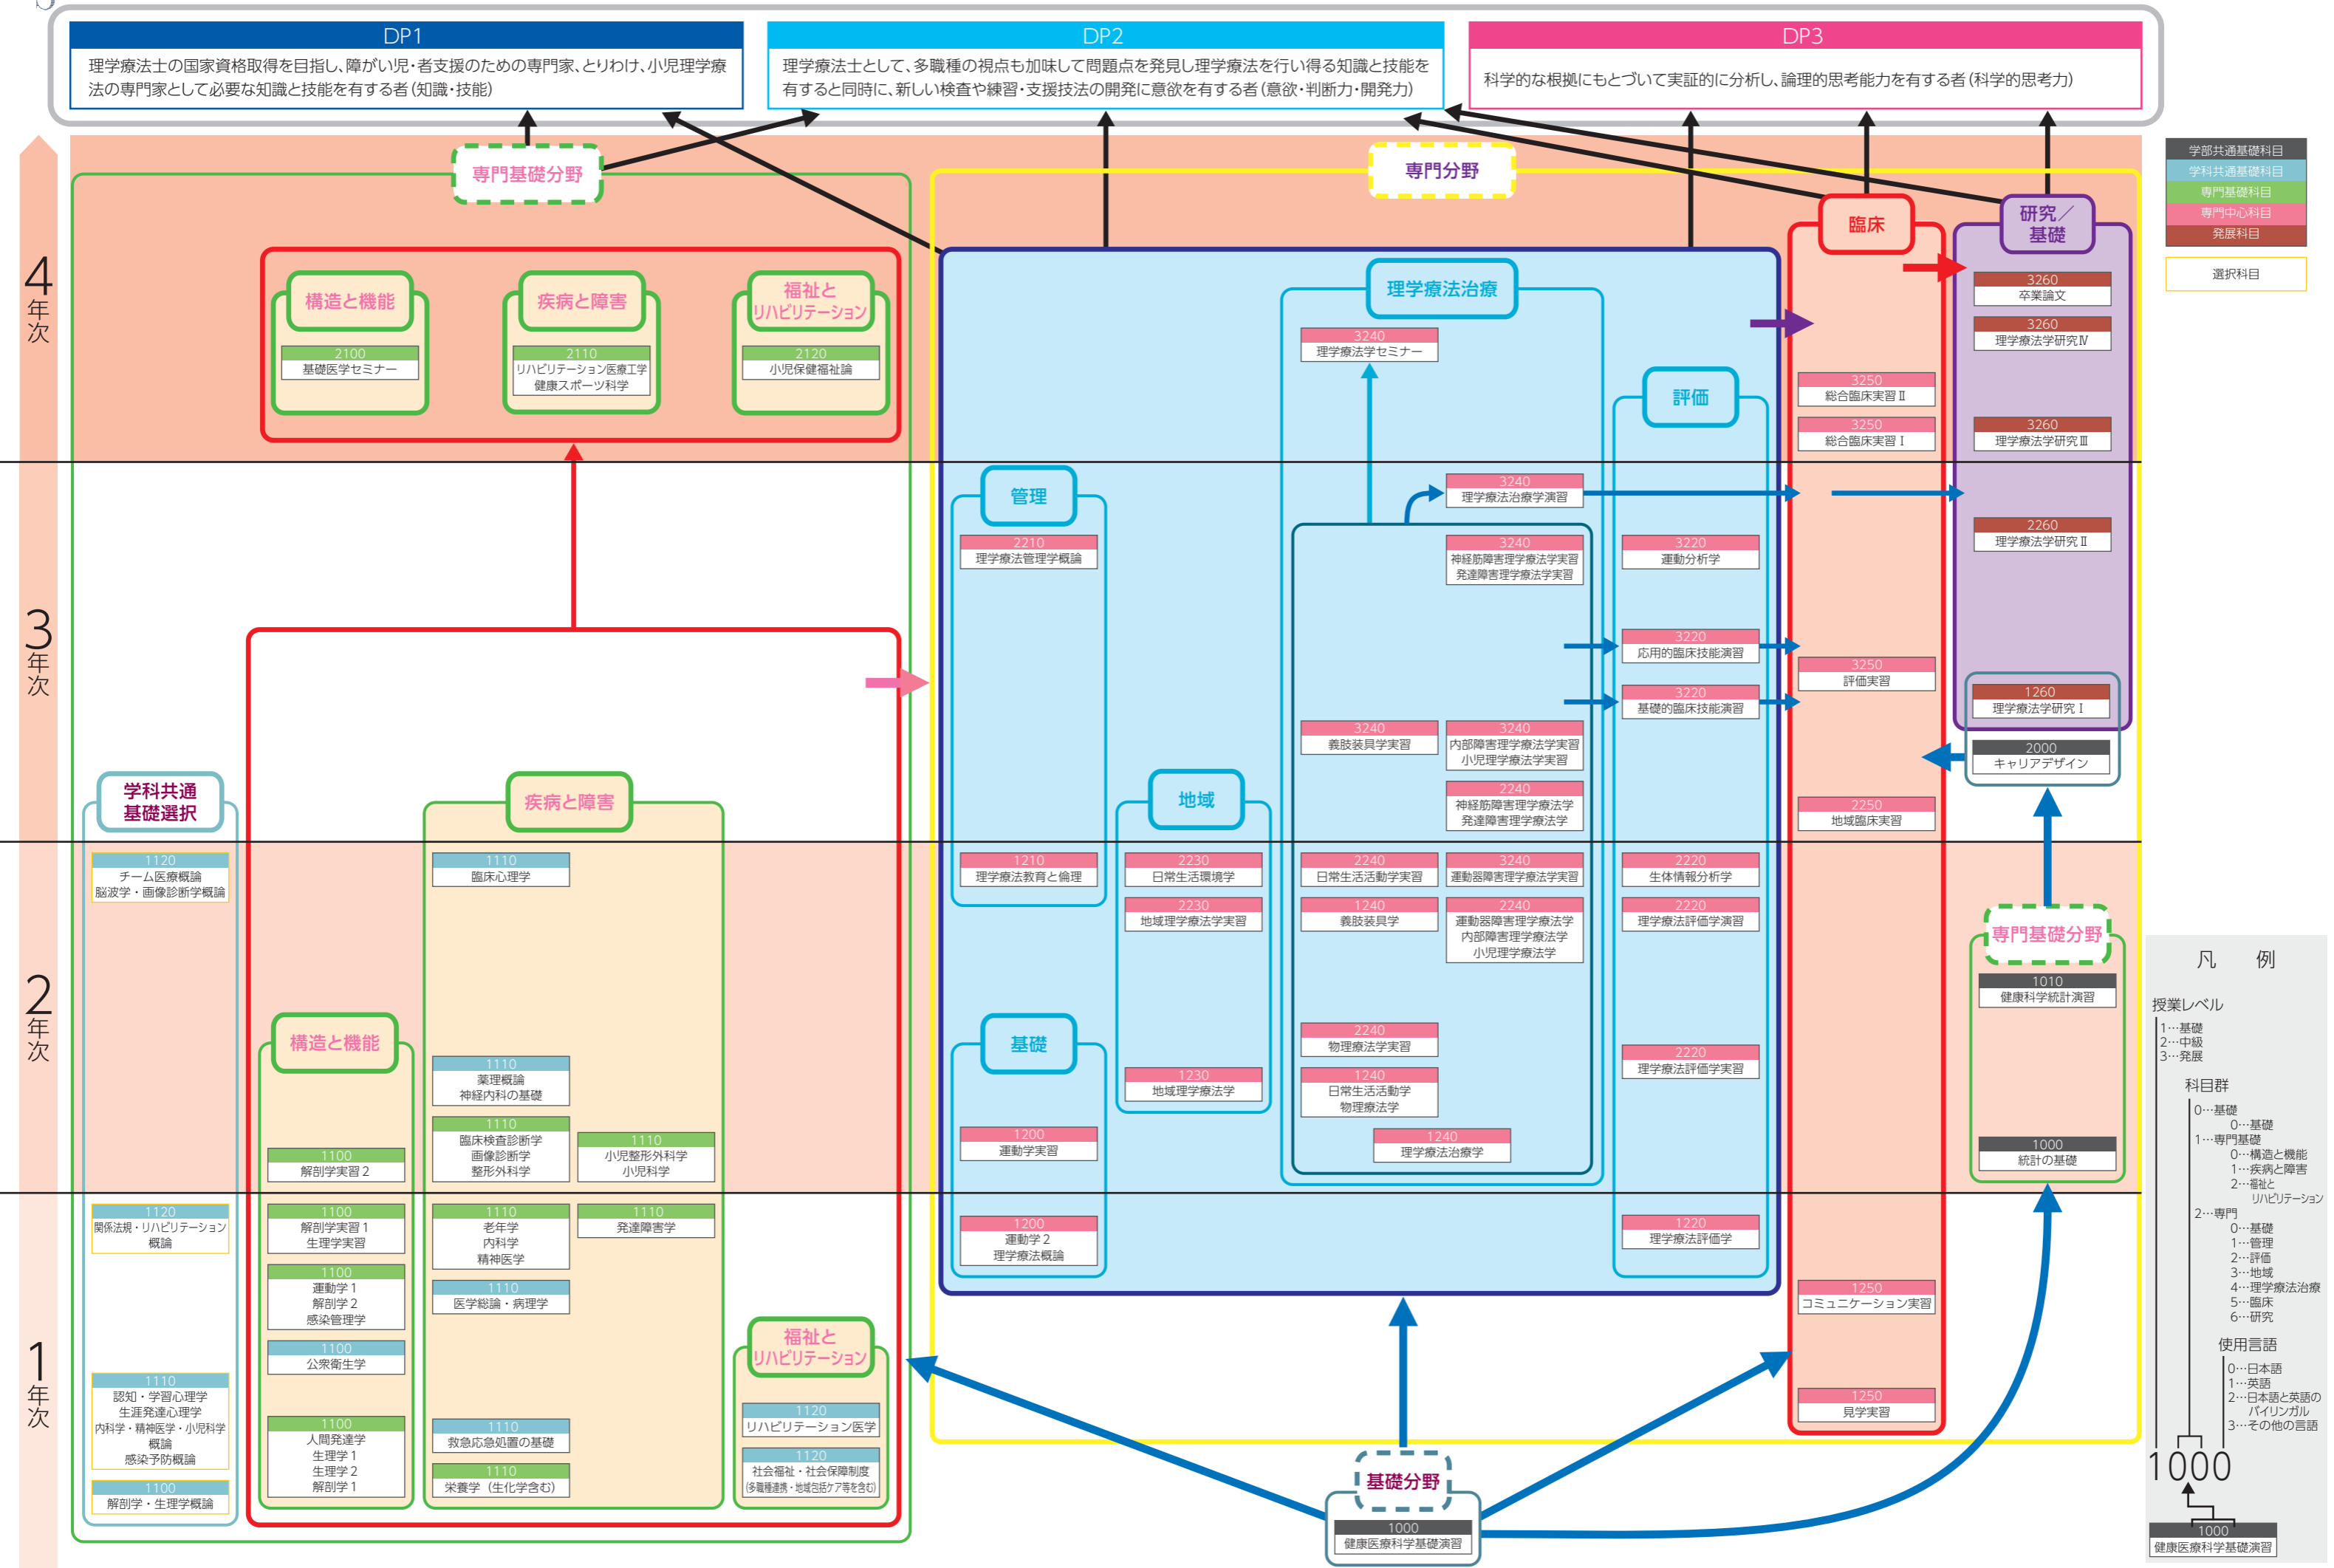 DP1
理学療法士の国家資格取得を目指し、障がい児・者支援のための専門家、とりわけ、小児理学療
法の専門家として必要な知識と技能を有する者（知識・技能）
DP2
理学療法士として、多職種の視点も加味して問題点を発見し理学療法を行い得る知識と技能を
有すると同時に、新しい検査や練習・支援技法の開発に意欲を有する者（意欲・判断力・開発力）
DP3
科学的な根拠にもとづいて実証的に分析し、論理的思考能力を有する者（科学的思考力）
学部共通基礎科目
学科共通基礎科目
専門基礎科目
専門中心科目
発展科目
選択科目
4年次
3年次
2年次
1年次
専門基礎分野
構造と機能
2100
基礎医学セミナー
疾病と障害
2110
リハビリテーション医療工学
健康スポーツ科学
福祉と
リハビリテーション
2120
小児保健福祉論
学科共通
基礎選択
1120
チーム医療概論
脳波学・画像診断学概論
1120
関係法規・リハビリテーション
概論
1110
認知・学習心理学
生涯発達心理学
内科学・精神医学・小児科学
概論
感染予防概論
1100
解剖学・生理学概論
構造と機能
1100
解剖学実習2
1100
解剖学実習1
生理学実習
1100
運動学1
解剖学2
感染管理学
1100
公衆衛生学
1100
人間発達学
生理学1
生理学2
解剖学1
疾病と障害
1110
臨床心理学
1110
薬理概論
神経内科の基礎
1110
臨床検査診断学
画像診断学
整形外科学
1110
小児整形外科学
小児科学
1110
老年学
内科学
精神医学
1110
発達障害学
1110
医学総論・病理学
1110
救急応急処置の基礎
1110
栄養学（生化学含む）
福祉と
リハビリテーション
1120
リハビリテーション医学
1120
社会福祉・社会保障制度
(多職種連携・地域包括ケア等を含む)
専門分野
管理
2210
理学療法管理学概論
1210
理学療法教育と倫理
基礎
1200
運動学実習
1200
運動学2
理学療法概論
地域
2230
日常生活環境学
2230
地域理学療法学実習
1230
地域理学療法学
理学療法治療
3240
理学療法学セミナー
3240
理学療法治療学演習
3240
神経筋障害理学療法学実習
発達障害理学療法学実習
3240
義肢装具学実習
3240
内部障害理学療法学実習
小児理学療法学実習
2240
神経筋障害理学療法学
発達障害理学療法学
2240
日常生活活動学実習
3240
運動器障害理学療法学実習
1240
義肢装具学
2240
運動器障害理学療法学
内部障害理学療法学
小児理学療法学
2240
物理療法学実習
1240
日常生活活動学
物理療法学
1240
理学療法治療学
評価
3220
運動分析学
3220
応用的臨床技能演習
3220
基礎的臨床技能演習
2220
生体情報分析学
2220
理学療法評価学演習
2220
理学療法評価学実習
1220
理学療法評価学
臨床
3250
総合臨床実習Ⅱ
3250
総合臨床実習Ⅰ
3250
評価実習
2250
地域臨床実習
1250
コミュニケーション実習
1250
見学実習
研究／
基礎
3260
卒業論文
3260
理学療法学研究Ⅳ
3260
理学療法学研究Ⅲ
2260
理学療法学研究Ⅱ
1260
理学療法学研究Ⅰ
2000
キャリアデザイン
専門基礎分野
1010
健康科学統計演習
1000
統計の基礎
基礎分野
1000
健康医療科学基礎演習
凡　例
授業レベル
1…基礎
2…中級
3…発展
科目群
0…基礎
0…基礎
1…専門基礎
0…構造と機能
1…疾病と障害
2…福祉と
リハビリテーション
2…専門
0…基礎
1…管理
2…評価
3…地域
4…理学療法治療
5…臨床
6…研究
使用言語
0…日本語
1…英語
2…日本語と英語の
バイリンガル
3…その他の言語
1000
1000
健康医療科学基礎演習